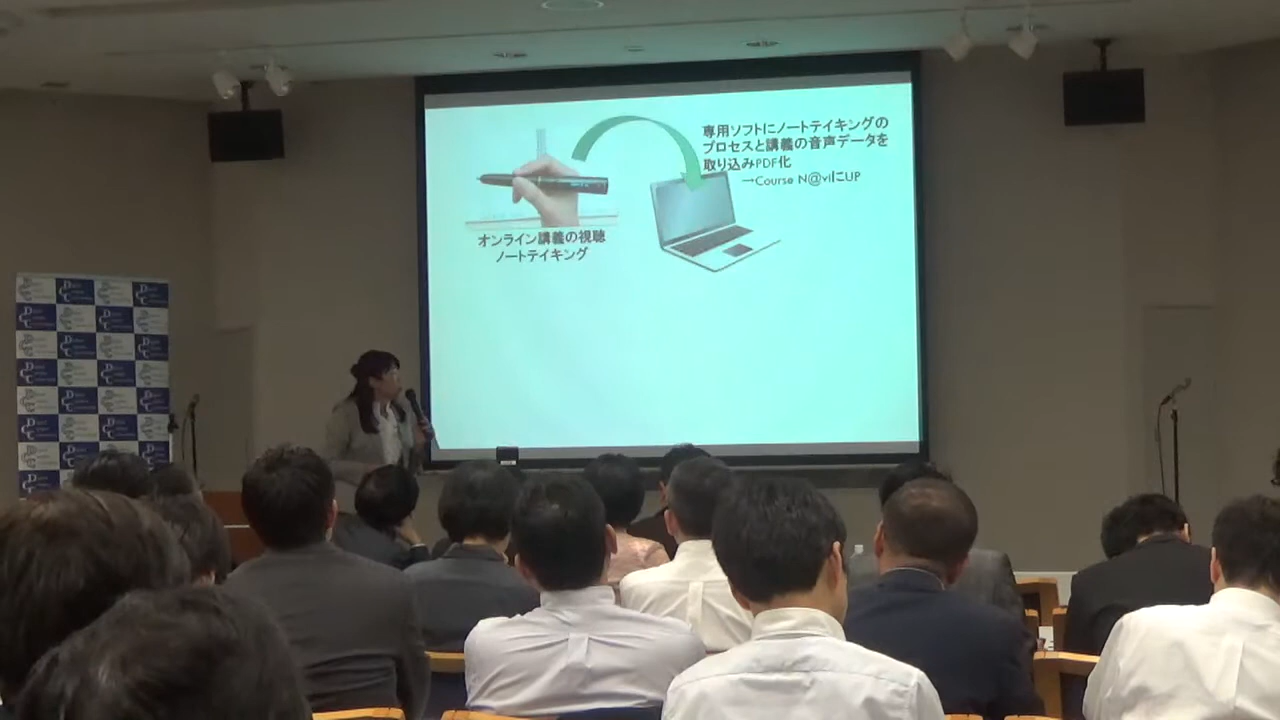 専用ソフトにノートテイキングの
プロセスと講義の音声データを
取り込みPDF化
→Course N@viにUP
オンライン講義の視聴
ノートテイキング